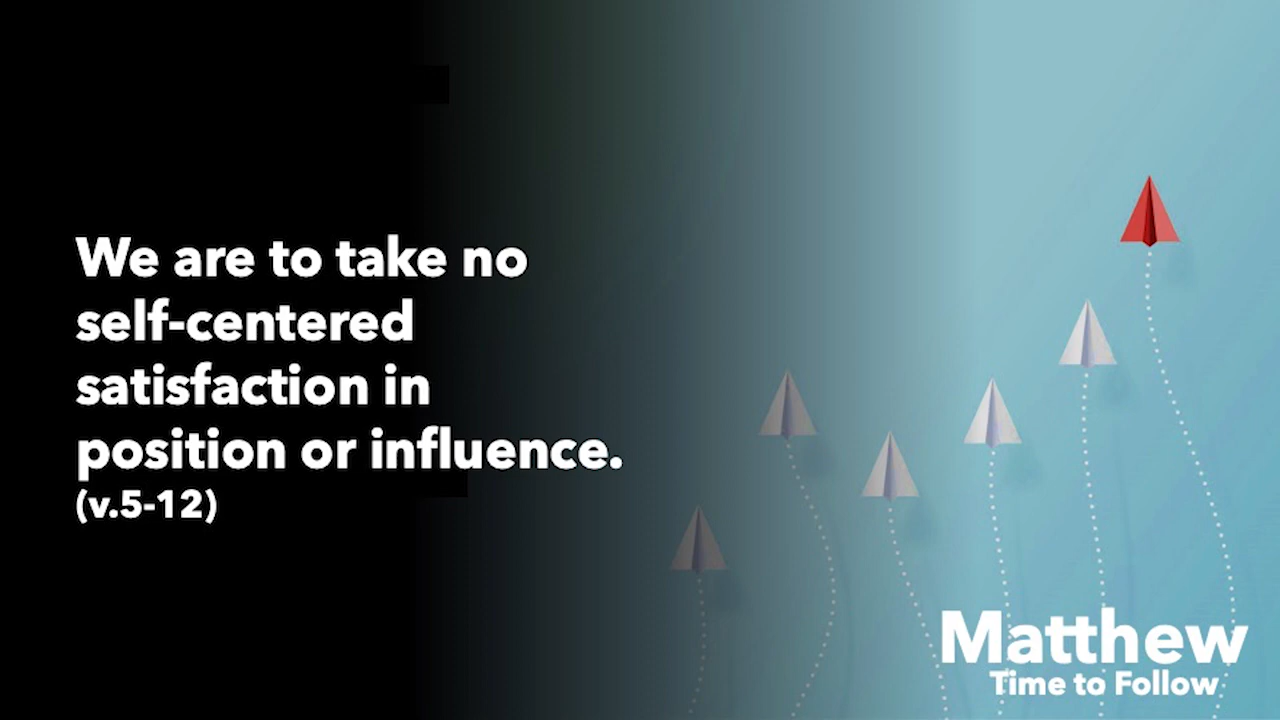 We are to take no
self-centered
satisfaction in
position or influence.
(v.5-12)
Matthew
Time to Follow